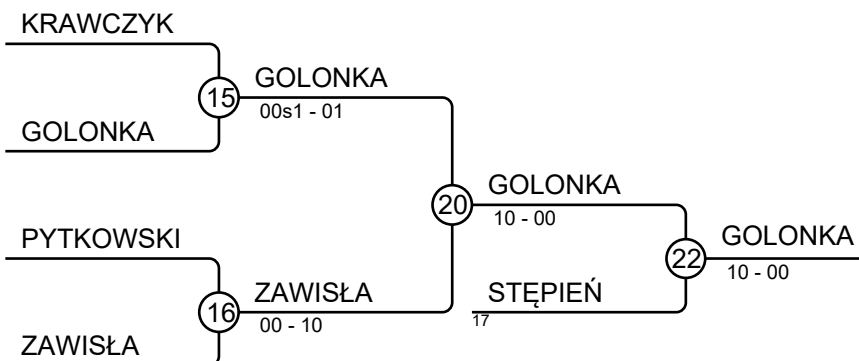 KRAWCZYK
15
GOLONKA
00s1 - 01
GOLONKA
20
GOLONKA
10 - 00
PYTKOWSKI
22
GOLONKA
10 - 00
16
ZAWISŁA
00 - 10
STĘPIEŃ
17
ZAWISŁA